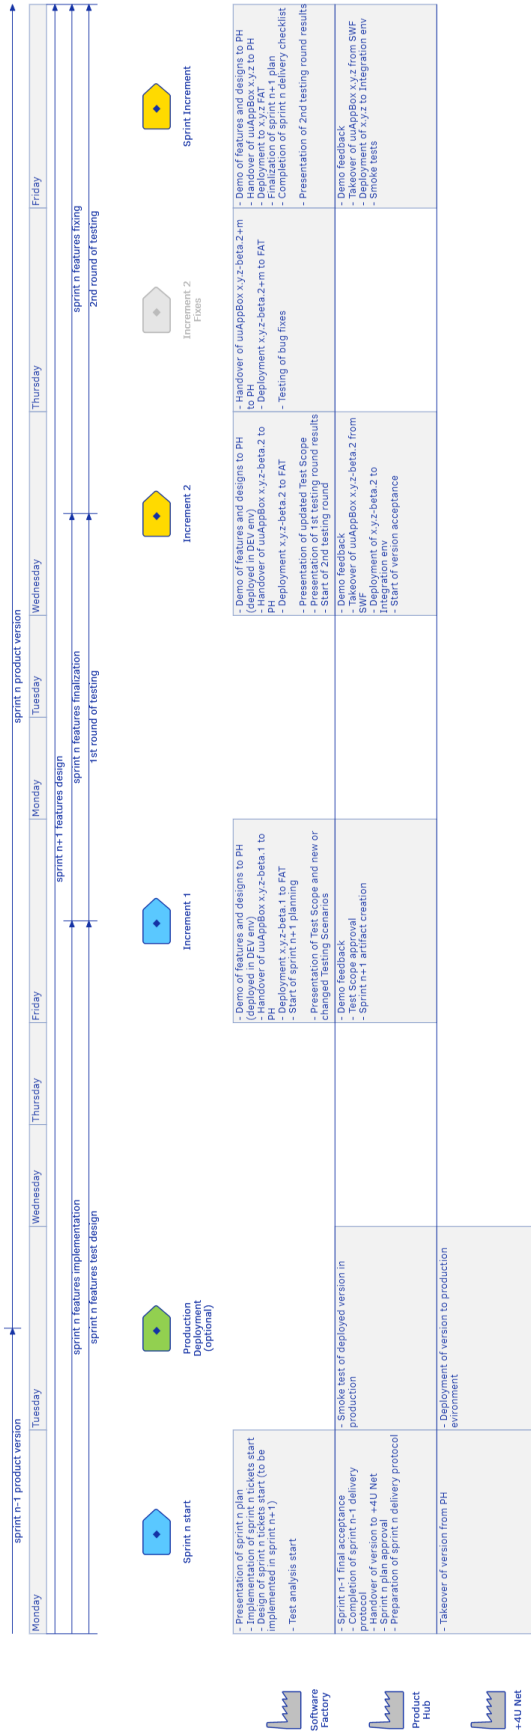 sprint n-1 product version
sprint n product version
Monday
Tuesday
Wednesday
Thursday
Friday
Monday
Tuesday
Wednesday
Thursday
Friday
sprint n+1 features design
sprint n features implementation
sprint n features finalization
sprint n features fixing
sprint n features test design
1st round of testing
2nd round of testing
Sprint n start
Production
Deployment
(optional)
Increment 1
Increment 2
Increment 2
Fixes
Sprint Increment
Software
Factory
- Presentation of sprint n plan
- Implementation of sprint n tickets start
- Design of sprint n tickets start (to be
implemented in sprint n+1)
- Test analysis start
- Demo of features and designs to PH
(deployed in DEV env)
- Handover of uuAppBox x.y.z-beta.1 to
PH
- Deployment x.y.z-beta.1 to FAT
- Start of sprint n+1 planning
- Presentation of Test Scope and new or
changed Testing Scenarios
- Demo of features and designs to PH
(deployed in DEV env)
- Handover of uuAppBox x.y.z-beta.2 to
PH
- Deployment x.y.z-beta.2 to FAT
- Presentation of updated Test Scope
- Presentation of 1st testing round results
- Start of 2nd testing round
- Handover of uuAppBox x.y.z-beta.2+m
to PH
- Deployment x.y.z-beta.2+m to FAT
- Testing of bug fixes
- Demo of features and designs to PH
- Handover of uuAppBox x.y.z to PH
- Deployment to x.y.z FAT
- Finalization of sprint n+1 plan
- Completion of sprint n delivery checklist
- Presentation of 2nd testing round results
Product
Hub
- Sprint n-1 final acceptance
- Completion of sprint n-1 delivery
protocol
- Handover of version to +4U Net
- Sprint n plan approval
- Preparation of sprint n delivery protocol
- Smoke test of deployed version in
production
- Demo feedback
- Test Scope approval
- Sprint n+1 artifact creation
- Demo feedback
- Takeover of uuAppBox x.y.z-beta.2 from
SWF
- Deployment of x.y.z-beta.2 to
Integration env
- Start of version acceptance
- Demo feedback
- Takeover of uuAppBox x.y.z from SWF
- Deployment of x.y.z to Integration env
- Smoke tests
+4U Net
- Takeover of version from PH
- Deployment of version to production
evironment